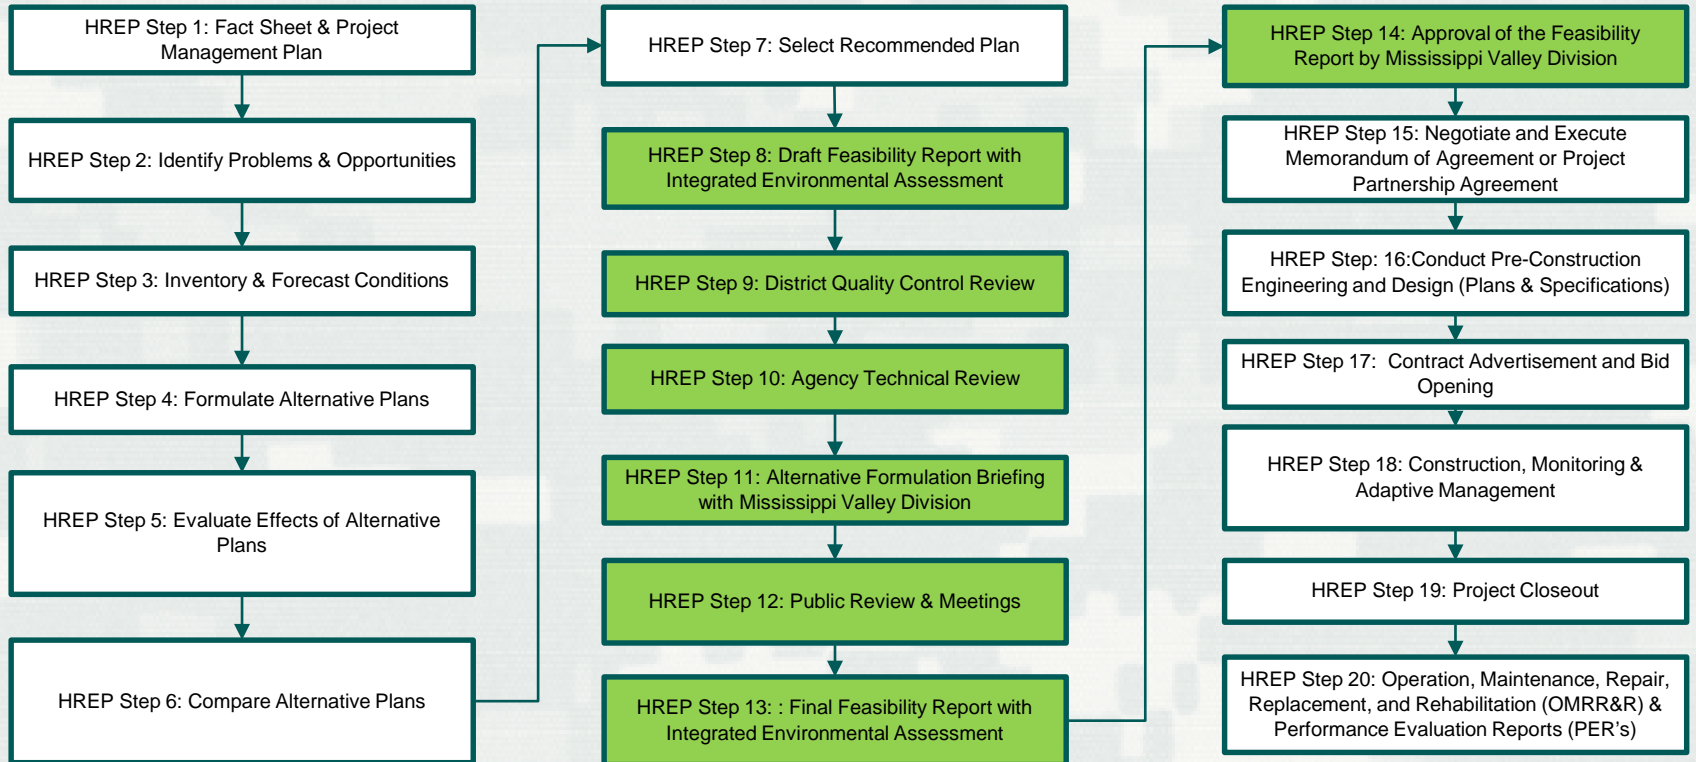 HREP Step 1: Fact Sheet & Project
Management Plan
HREP Step 2: Identify Problems & Opportunities
HREP Step 3: Inventory & Forecast Conditions
HREP Step 4: Formulate Alternative Plans
HREP Step 5: Evaluate Effects of Alternative
Plans
HREP Step 6: Compare Alternative Plans
HREP Step 7: Select Recommended Plan
HREP Step 8: Draft Feasibility Report with
Integrated Environmental Assessment
HREP Step 9: District Quality Control Review
HREP Step 10: Agency Technical Review
HREP Step 11: Alternative Formulation Briefing
with Mississippi Valley Division
HREP Step 12: Public Review & Meetings
HREP Step 13: : Final Feasibility Report with
Integrated Environmental Assessment
HREP Step 14: Approval of the Feasibility
Report by Mississippi Valley Division
HREP Step 15: Negotiate and Execute
Memorandum of Agreement or Project
Partnership Agreement
HREP Step: 16:Conduct Pre-Construction
Engineering and Design (Plans & Specifications)
HREP Step 17: Contract Advertisement and Bid
Opening
HREP Step 18: Construction, Monitoring &
Adaptive Management
HREP Step 19: Project Closeout
HREP Step 20: Operation, Maintenance, Repair,
Replacement, and Rehabilitation (OMRR&R) &
Performance Evaluation Reports (PER’s)